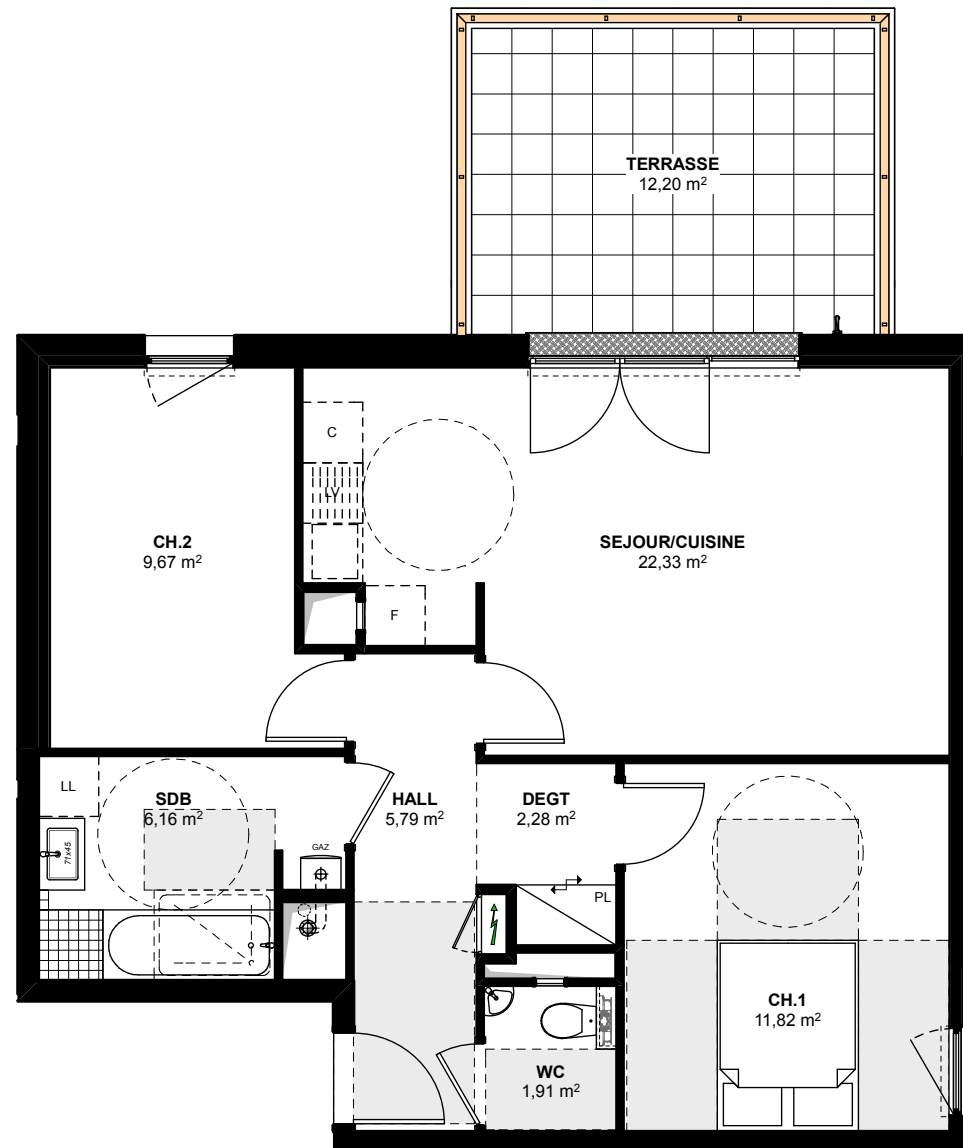 TERRASSE
12,20 m²
C
LV
CH.2
9,67 m²
SEJOUR/CUISINE
22,33 m²
F
LL
SDB
6,16 m²
HALL
5,79 m²
DEGT
2,28 m²
71x45
GAZ
PL
CH.1
11,82 m²
WC
1,91 m²